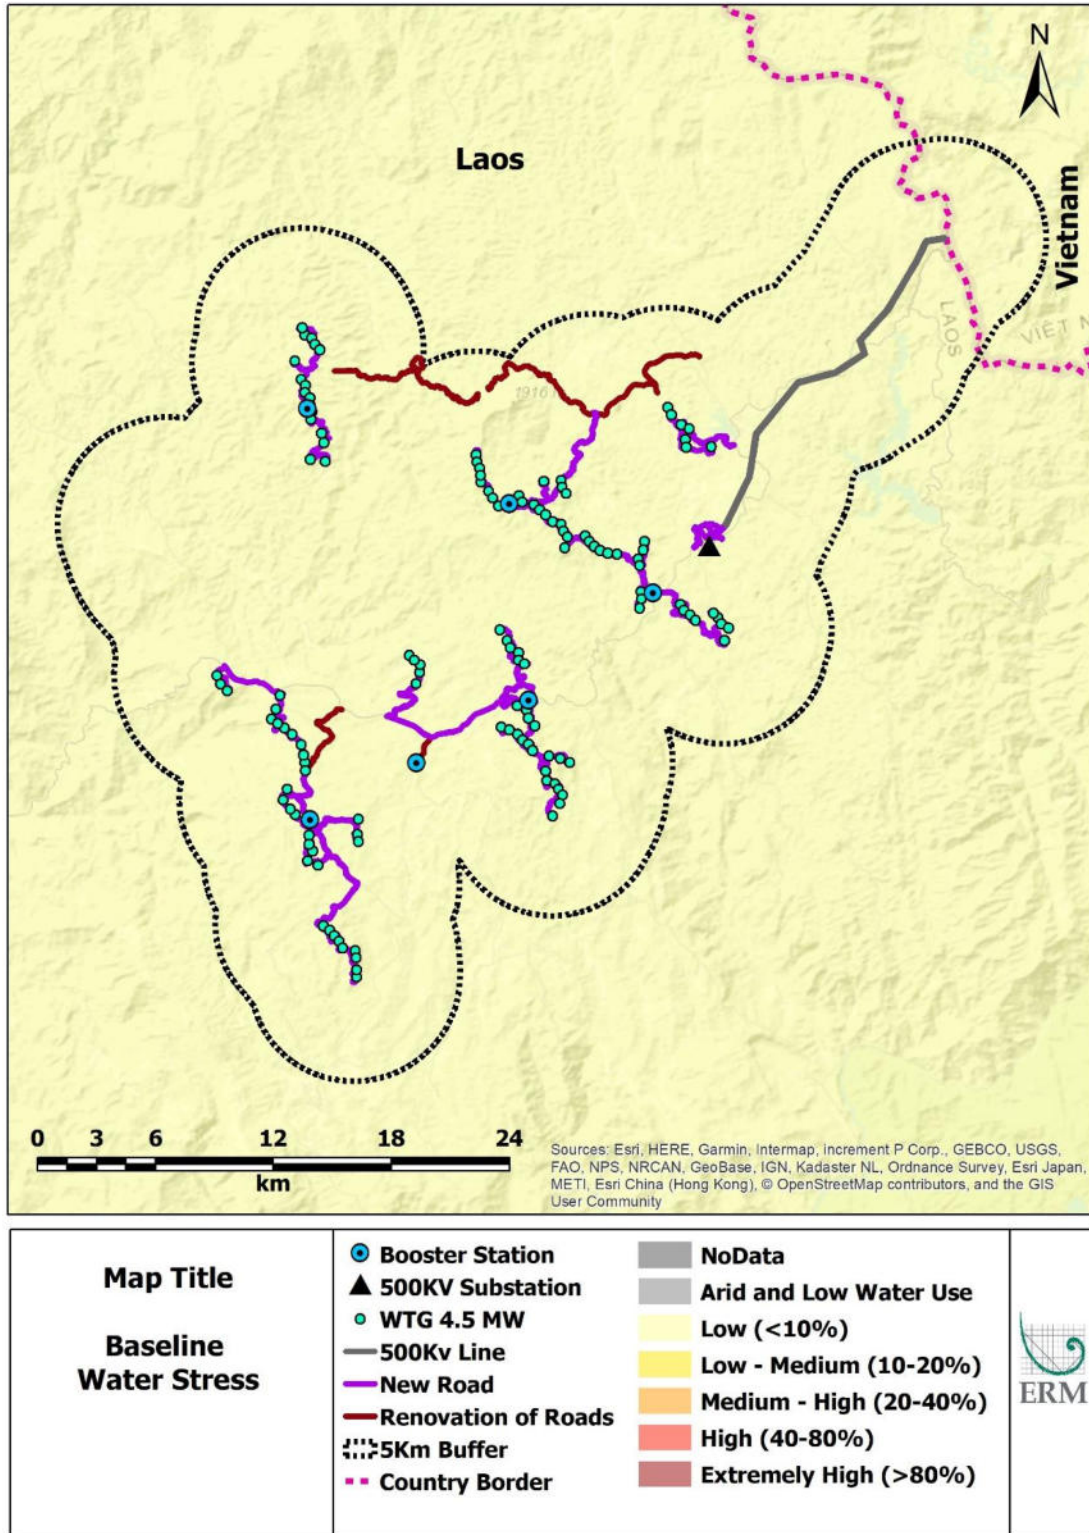 N
Laos
Vietnam
LAOS
VIỆT N
1916
0 3 6 12 18 24
km
Sources: Esri, HERE, Garmin, Intermap, increment P Corp., GEBCO, USGS,
FAO, NPS, NRCAN, GeoBase, IGN, Kadaster NL, Ordnance Survey, Esri Japan,
METI, Esri China (Hong Kong), © OpenStreetMap contributors, and the GIS
User Community
Map Title
Baseline
Water Stress
Booster Station
500KV Substation
WTG 4.5 MW
500Kv Line
New Road
Renovation of Roads
5Km Buffer
Country Border
NoData
Arid and Low Water Use
Low (<10%)
Low - Medium (10-20%)
Medium - High (20-40%)
High (40-80%)
Extremely High (>80%)
ERM